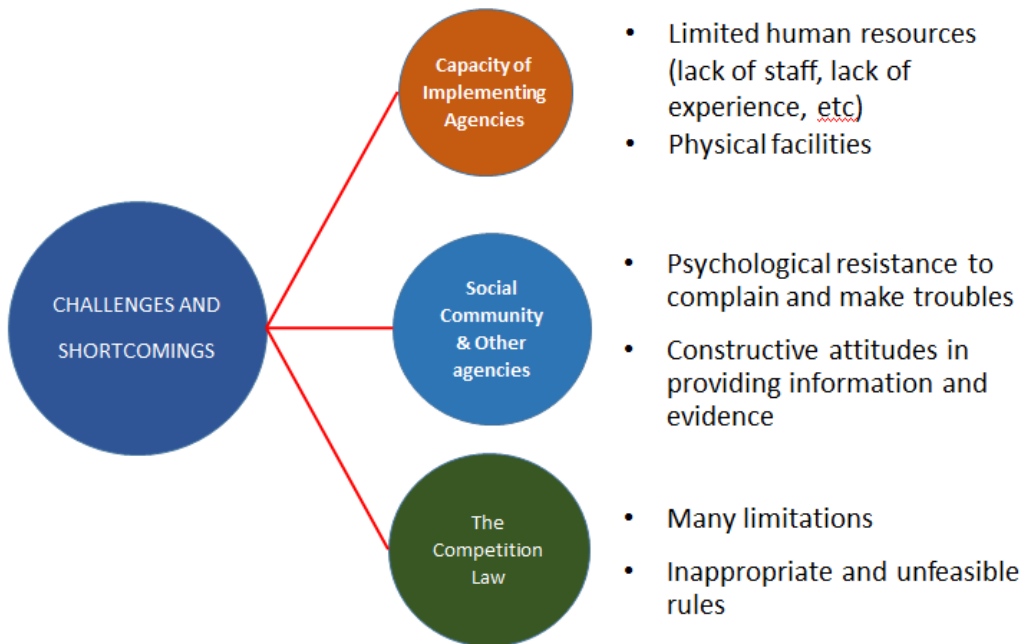 CHALLENGES AND
SHORTCOMINGS
Capacity of
Implementing
Agencies
• Limited human resources
(lack of staff, lack of
experience, etc)
• Physical facilities
Social
Community
& Other
agencies
• Psychological resistance to
complain and make troubles
• Constructive attitudes in
providing information and
evidence
The
Competition
Law
• Many limitations
• Inappropriate and unfeasible
rules